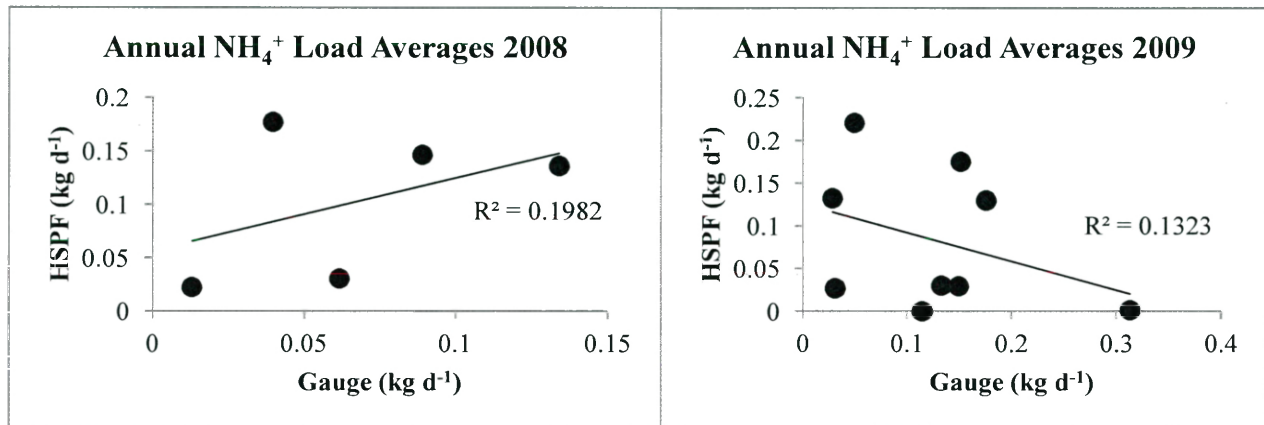 Annual NH₄⁺ Load Averages 2008
HSPF (kg d⁻¹)
0.2
0.15
0.1
0.05
0
R² = 0.1982
0
0.05
0.1
0.15
Gauge (kg d⁻¹)
Annual NH₄⁺ Load Averages 2009
HSPF (kg d⁻¹)
0.25
0.2
0.15
0.1
0.05
0
R² = 0.1323
0
0.1
0.2
0.3
0.4
Gauge (kg d⁻¹)